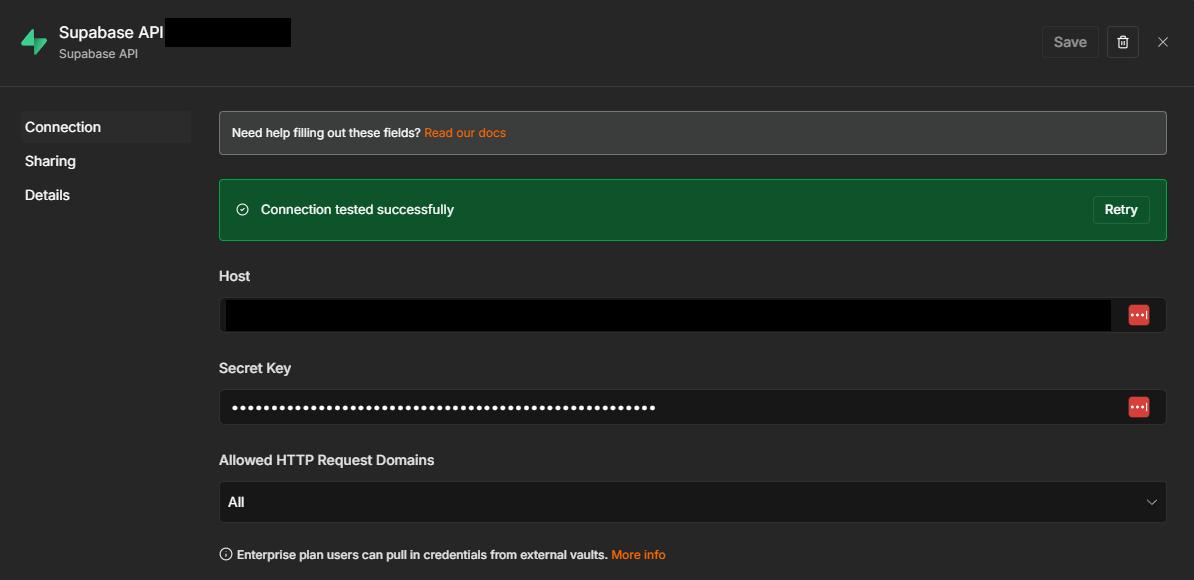 Supabase API
Supabase API
Save
Connection
Sharing
Details
Need help filling out these fields? Read our docs
Connection tested successfully
Retry
Host
Secret Key
••••••••••••••••••••••••••••••••••••••••••••••••••••••
Allowed HTTP Request Domains
All
Enterprise plan users can pull in credentials from external vaults. More info